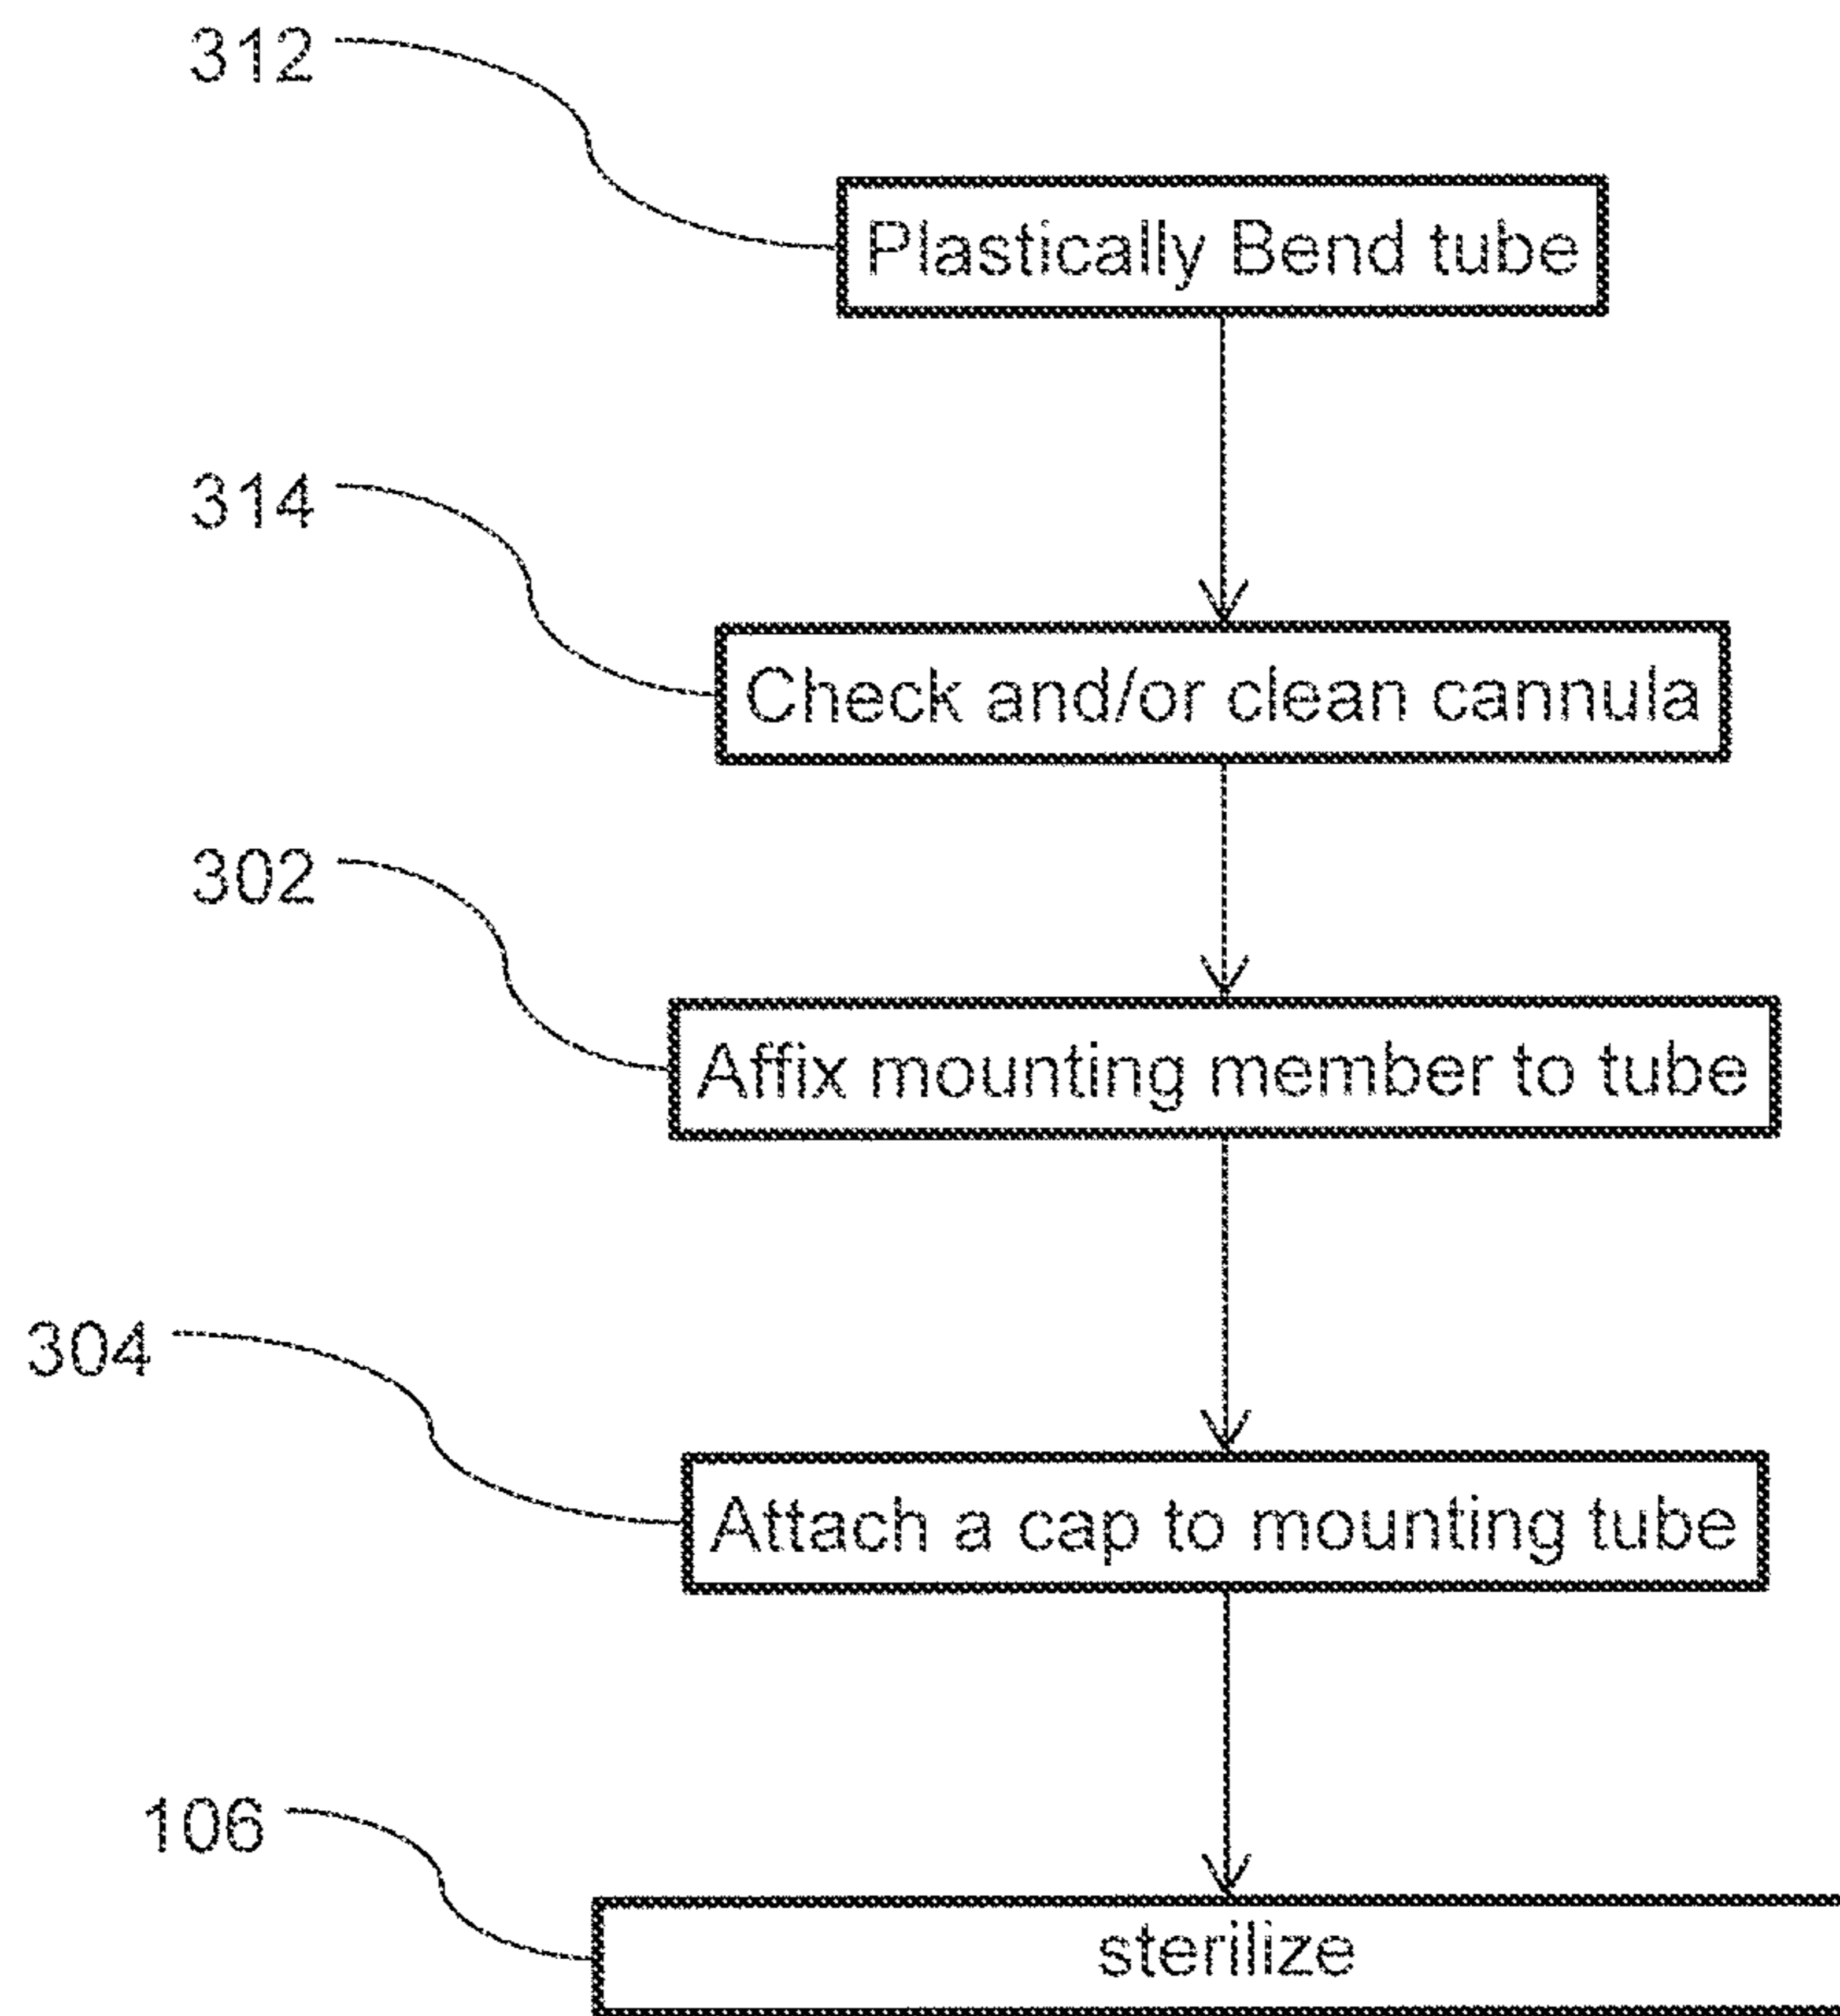 312
Plastically Bend tube
314
Check and/or clean cannula
302
Affix mounting member to tube
304
Attach a cap to mounting tube
106
sterilize